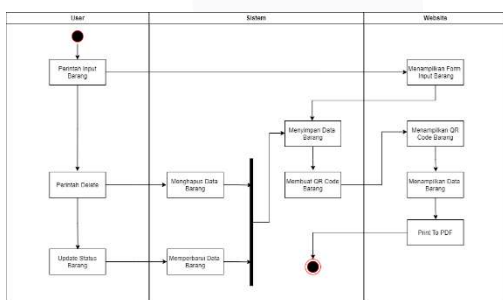 User
Sistem
Website
Perintah Input
Barang
Menampilkan Form
Input Barang
Menyimpan Data
Barang
Menampilkan QR
Code Barang
Perintah Delete
Menghapus Data
Barang
Membuat QR Code
Barang
Menampilkan Data
Barang
Print To PDF
Update Status
Barang
Memperbarui Data
Barang